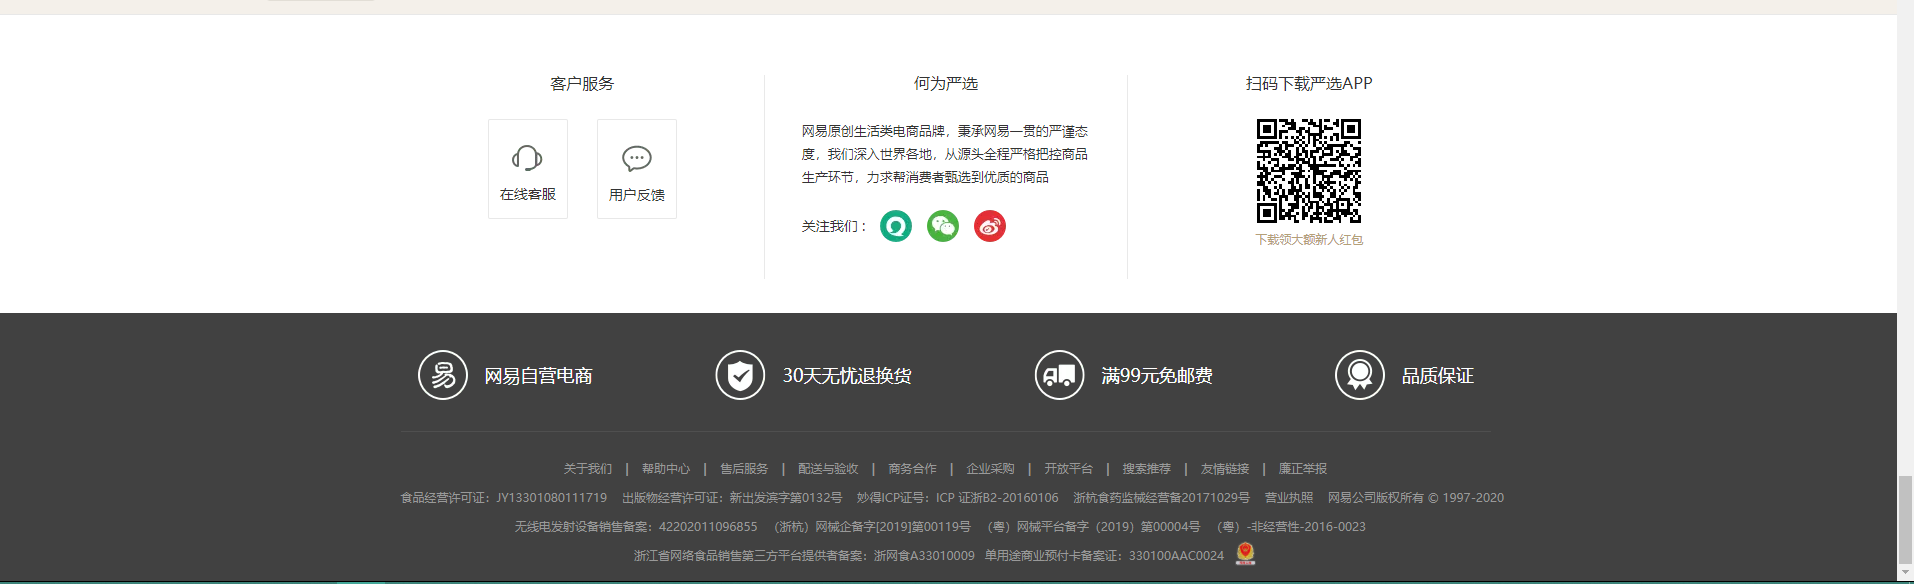 客户服务
在线客服
用户反馈
何为严选
网易原创生活类电商品牌，秉承网易一贯的严谨态
度，我们深入世界各地，从源头全程严格把控商品
生产环节，力求帮消费者甄选到优质的商品
关注我们：
扫码下载严选APP
下载领大额新人红包
易 网易自营电商
30天无忧退换货
满99元免邮费
品质保证
关于我们 | 帮助中心 | 售后服务 | 配送与验收 | 商务合作 | 企业采购 | 开放平台 | 搜索推荐 | 友情链接 | 廉正举报
食品经营许可证：JY13301080111719 出版物经营许可证：新出发滨字第0132号 妙得ICP证号：ICP 证浙B2-20160106 浙杭食药监械经营备20171029号 营业执照 网易公司版权所有 © 1997-2020
无线电发射设备销售备案：42202011096855 （浙杭）网械企备字[2019]第00119号 （粤）网械平台备字（2019）第00004号 （粤）-非经营性-2016-0023
浙江省网络食品销售第三方平台提供者备案：浙网食A33010009 单用途商业预付卡备案证：330100AAC0024